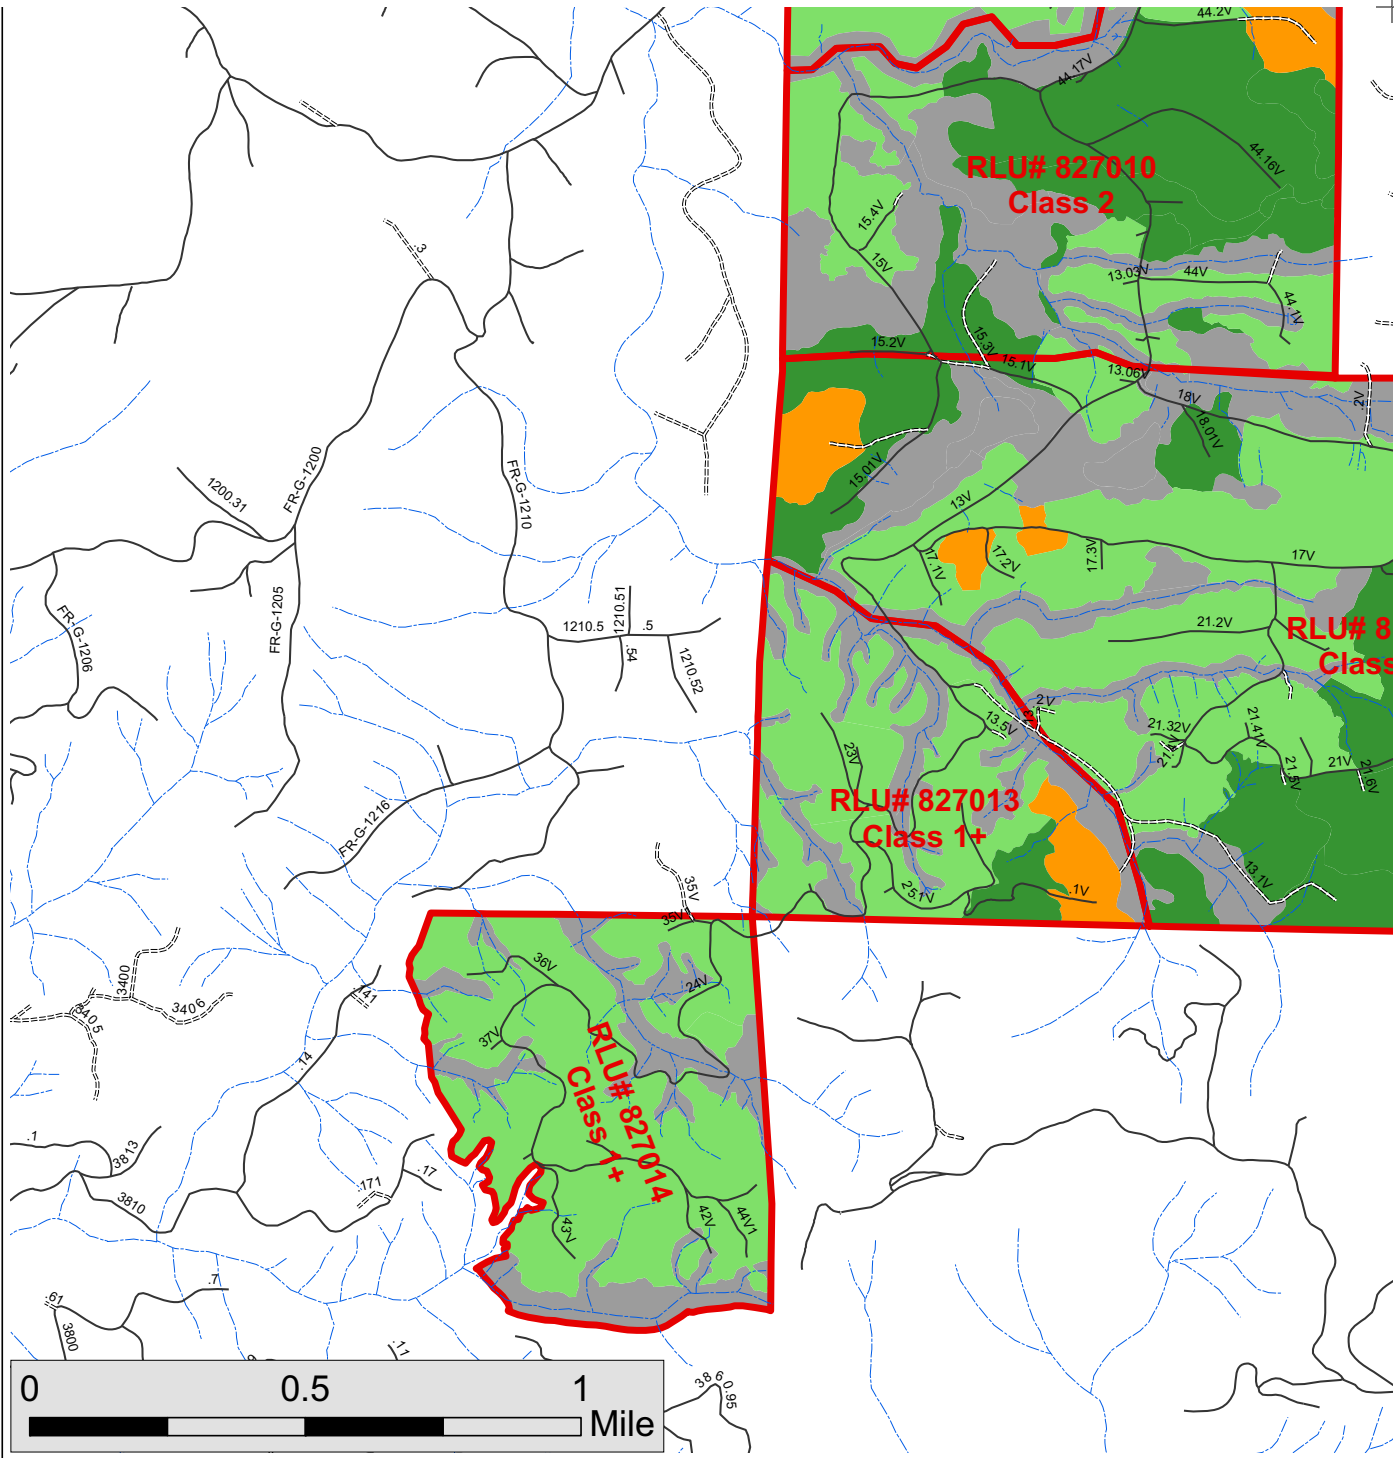 44.2V
44.17V
44.16V
RLU# 827010
Class 2
15.4V
.3
15V
13.03V
44V
44.1V
15.3V
15.2V
15.1V
13.06V
18V
.2V
18.01V
FR-G-1200
1200.31
FR-G-1210
15.01V
13V
17.1V
17.2V
17.3V
17V
FR-G-1205
FR-G-1206
1210.51
1210.5
.5
.54
1210.52
21.2V
RLU# 8
Class
13.5V
.2V
21.32V
21.41V
21.5V
21V
21.6V
23V
RLU# 827013
Class 1+
FR-G-1216
13.1V
25.1V
.1V
35V
35V1
36V
24V
37V
3400
3406
3405
.141
.14
RLU# 827014
Class 1+
.1
3813
3810
.171
.17
43V
42V
44V1
.7
.61
3800
.11
3860.95
0
0.5
1
Mile